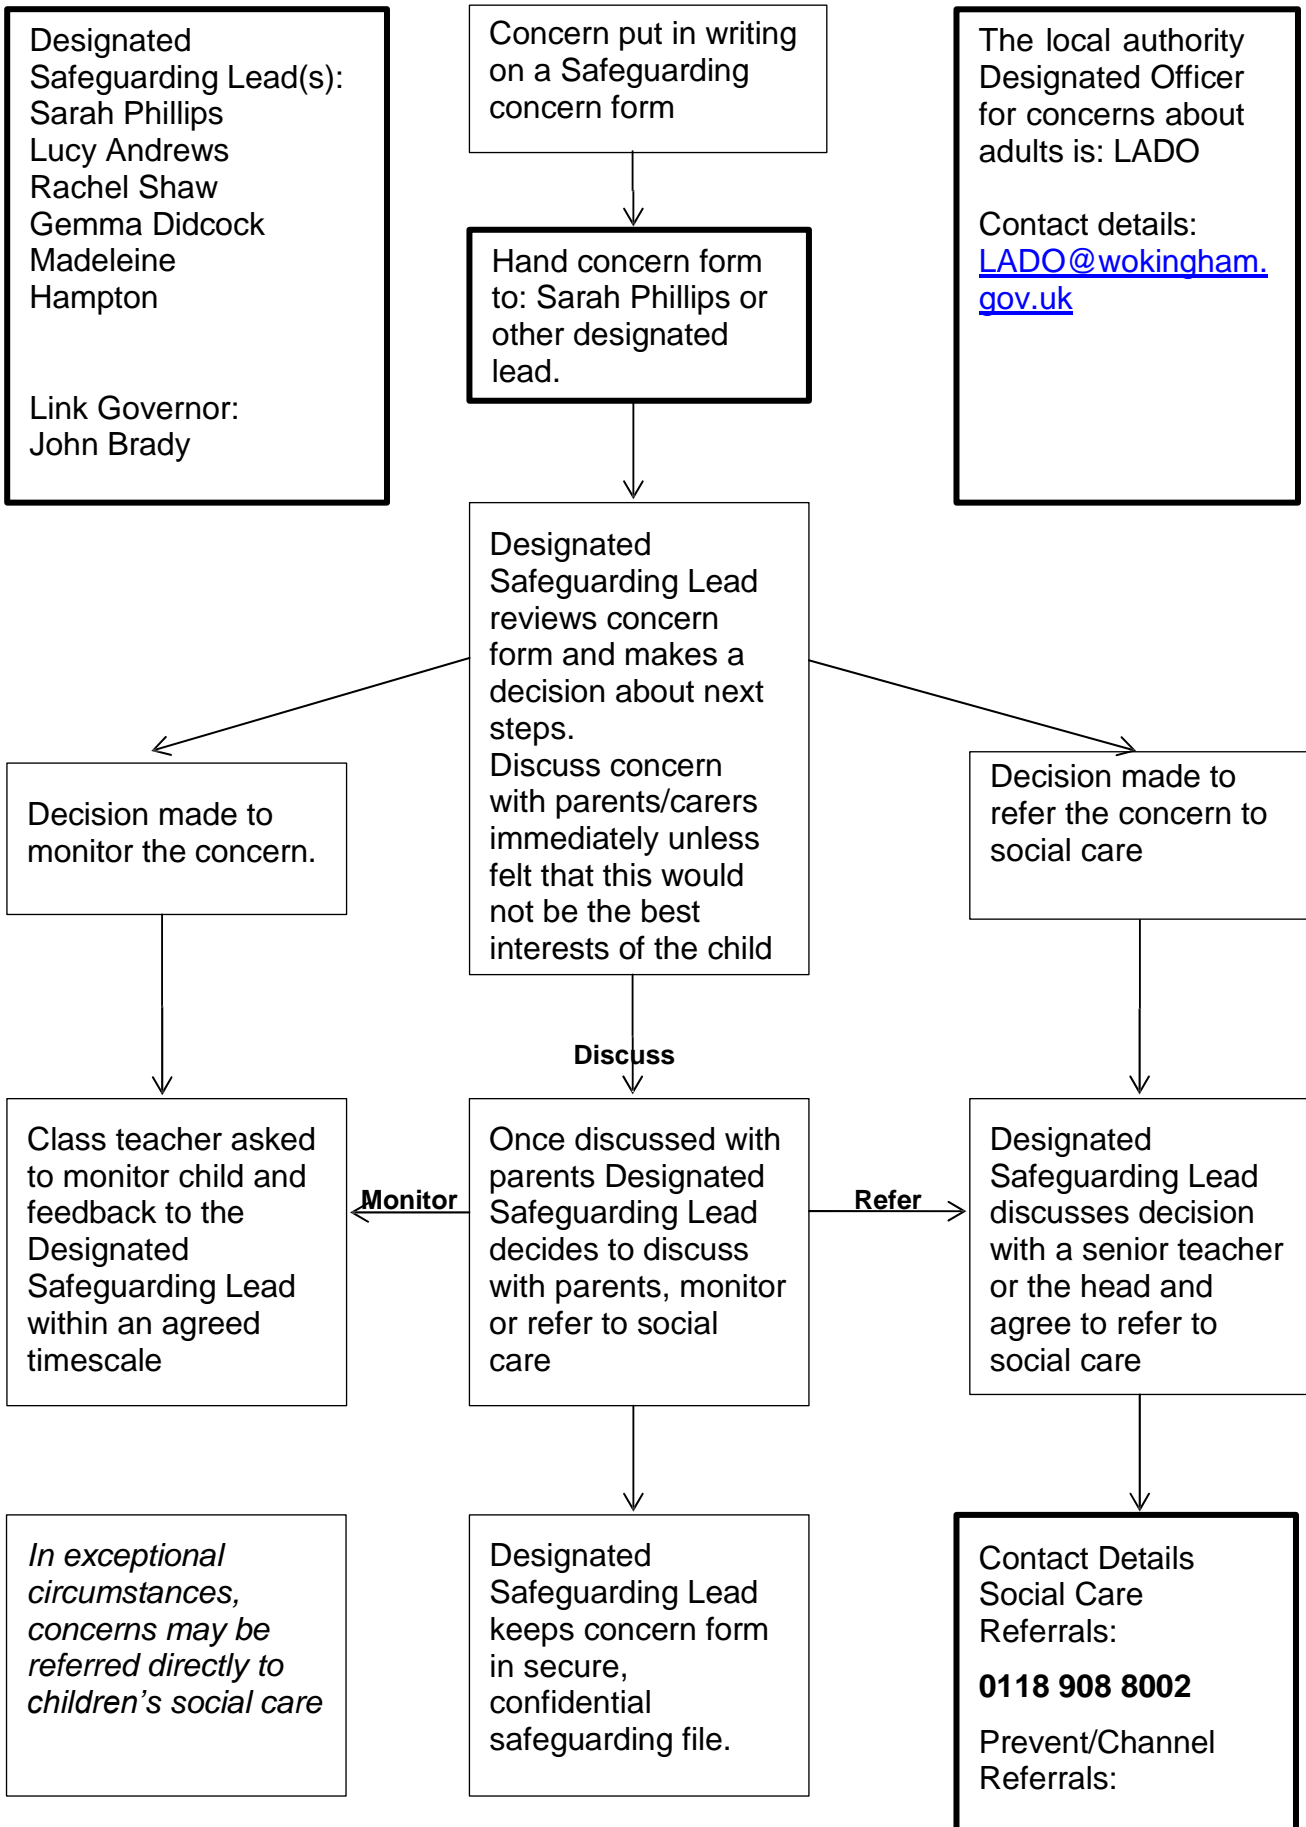 Designated
Safeguarding Lead(s):
Sarah Phillips
Lucy Andrews
Rachel Shaw
Gemma Didcock
Madeleine
Hampton
Link Governor:
John Brady
Concern put in writing
on a Safeguarding
concern form
The local authority
Designated Officer
for concerns about
adults is: LADO
Contact details:
LADO@wokingham.
gov.uk
Hand concern form
to: Sarah Phillips or
other designated
lead.
Designated
Safeguarding Lead
reviews concern
form and makes a
decision about next
steps.
Discuss concern
with parents/carers
immediately unless
felt that this would
not be the best
interests of the child
Decision made to
monitor the concern.
Decision made to
refer the concern to
social care
Discuss
Class teacher asked
to monitor child and
feedback to the
Designated
Safeguarding Lead
within an agreed
timescale
Monitor
Once discussed with
parents Designated
Safeguarding Lead
decides to discuss
with parents, monitor
or refer to social
care
Refer
Designated
Safeguarding Lead
discusses decision
with a senior teacher
or the head and
agree to refer to
social care
In exceptional
circumstances,
concerns may be
referred directly to
children’s social care
Designated
Safeguarding Lead
keeps concern form
in secure,
confidential
safeguarding file.
Contact Details
Social Care
Referrals:
0118 908 8002
Prevent/Channel
Referrals: